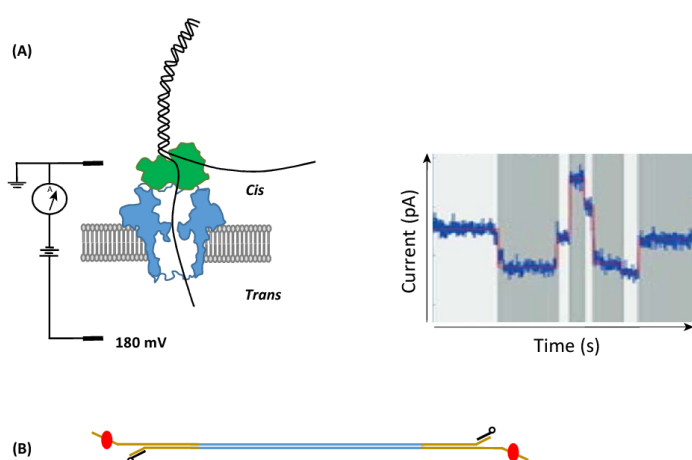 (A)
A
Cis
Trans
180 mV
Current (pA)
Time (s)
(B)